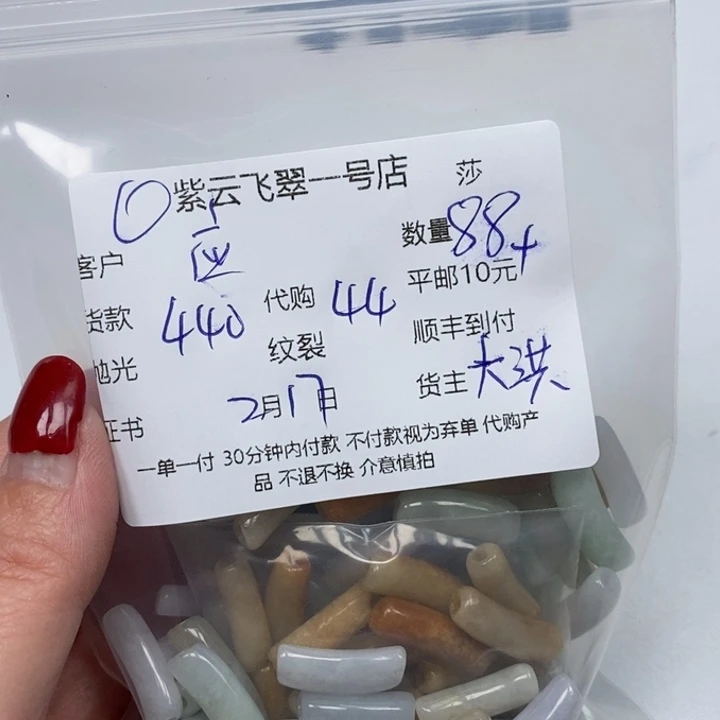 O 紫云飞翠一号店 莎
客户 应 数量 88+
货款 440 代购 44 平邮10元
抛光 纹裂 顺丰到付
证书 2月17日 货主 大洪
一单一付 30分钟内付款 不付款视为弃单 代购产
品 不退不换 介意慎拍